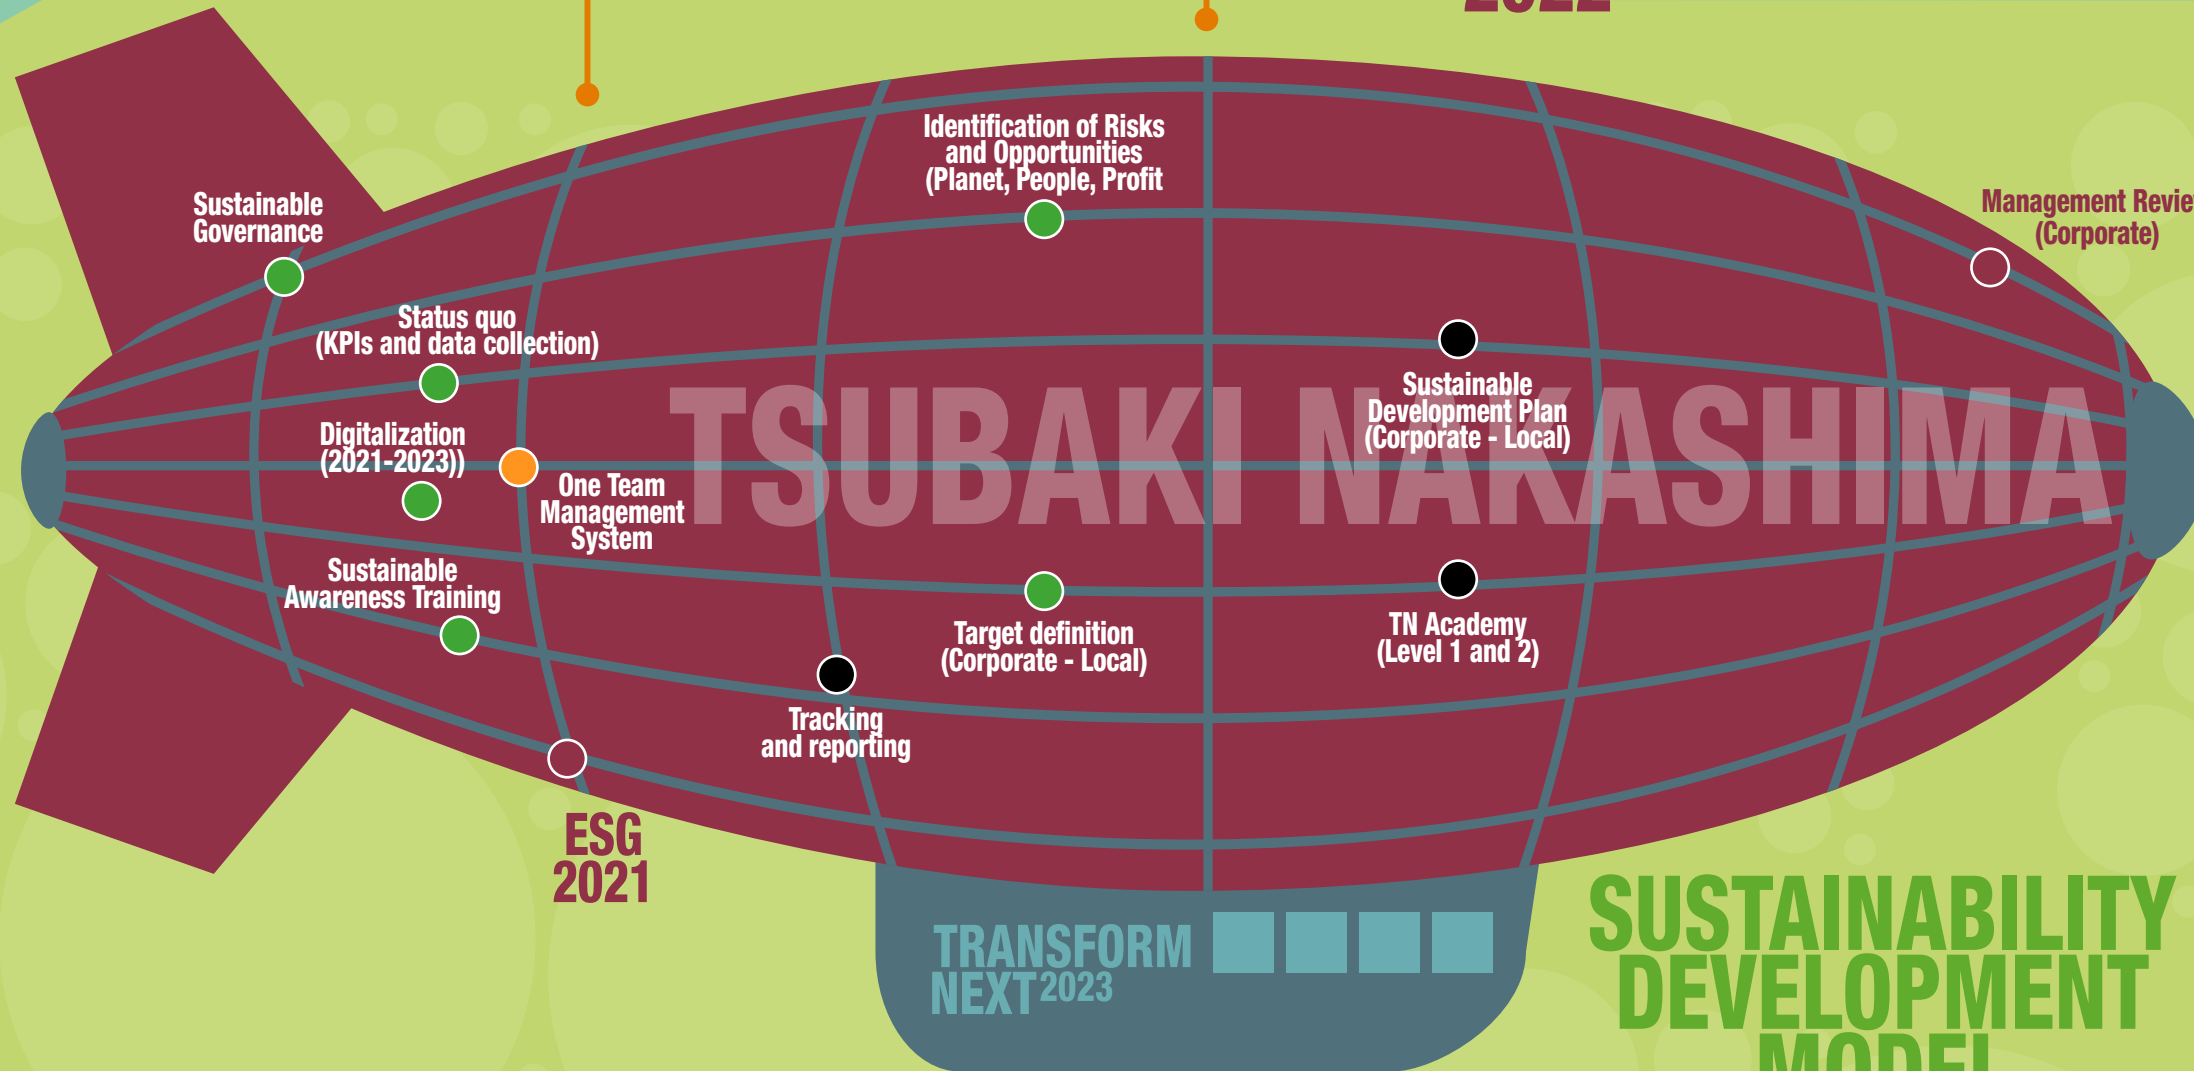 2022
Identification of Risks
and Opportunities
(Planet, People, Profit
Sustainable
Governance
Management Revie
(Corporate)
Status quo
(KPIs and data collection)
Sustainable
Development Plan
(Corporate - Local)
TSUBAKI NAKASHIMA
Digitalization
(2021-2023))
One Team
Management
System
Sustainable
Awareness Training
Target definition
(Corporate - Local)
TN Academy
(Level 1 and 2)
Tracking
and reporting
ESG
2021
TRANSFORM
NEXT 2023
SUSTAINABILITY
DEVELOPMENT
MODEL